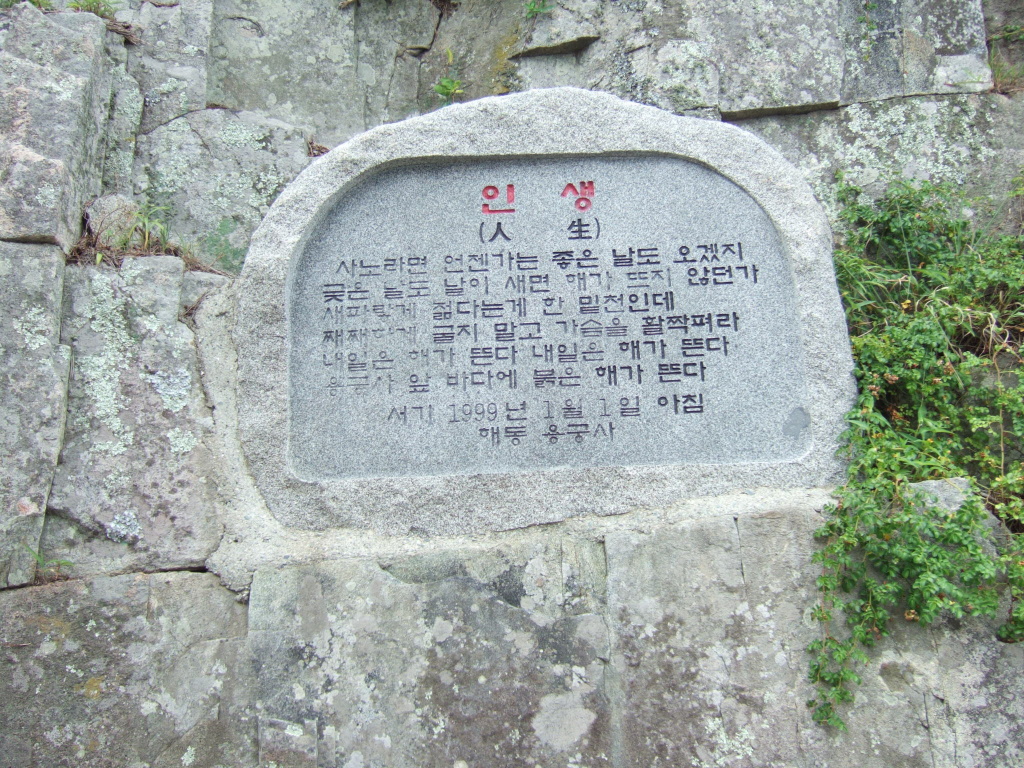 인 생
(人 生)
사노라면 언젠가는 좋은 날도 오겠지
궂은 날도 날이 새면 해가 뜨지 않던가
새파랗게 젊다는게 한 밑천인데
째째하게 굴지 말고 가슴을 활짝펴라
내일은 해가 뜬다 내일은 해가 뜬다
용궁사 앞 바다에 붉은 해가 뜬다
서기 1999년 1월 1일 아침
해동 용궁사